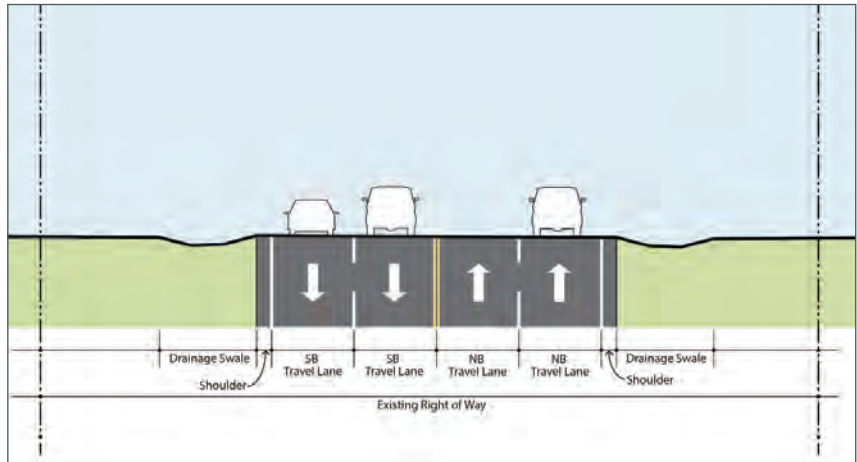 Drainage Swale
SB
Travel Lane
SB
Travel Lane
NB
Travel Lane
NB
Travel Lane
Drainage Swale
Shoulder
Shoulder
Existing Right of Way